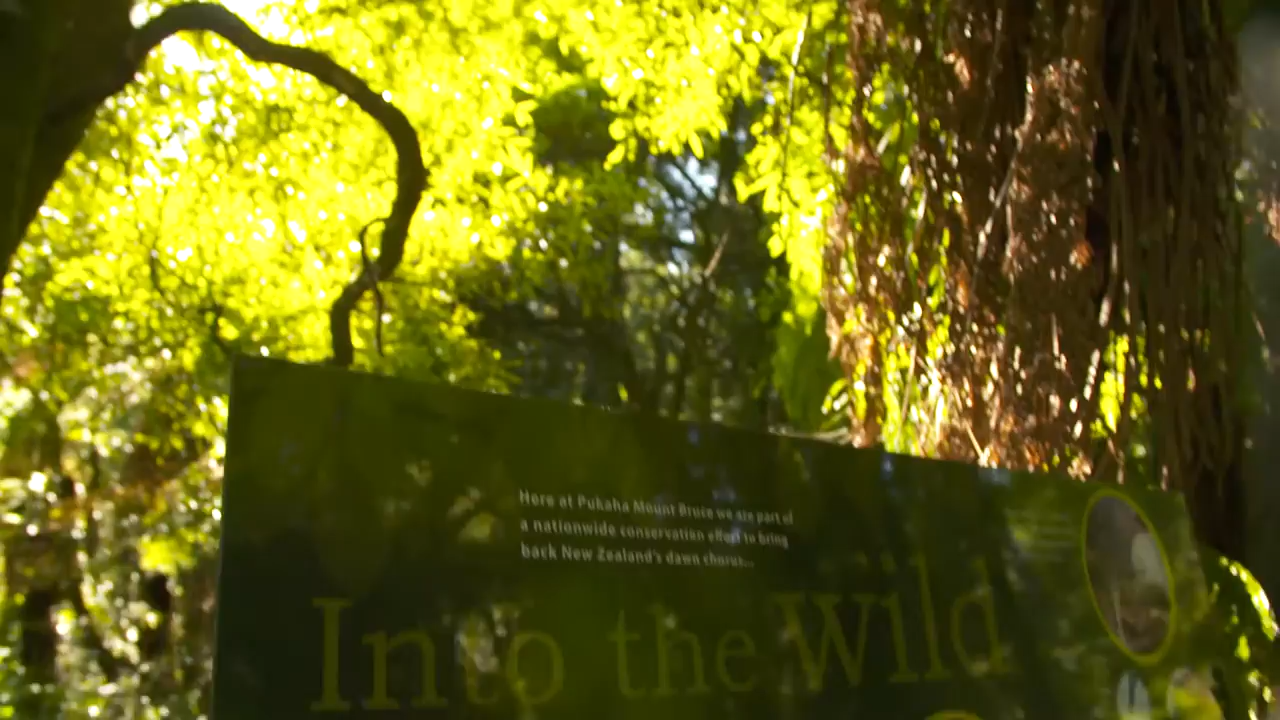 Here at Pukaha Mount Bruce we are part of
a nationwide conservation effort to bring
back New Zealand's dawn chorus...
Into the Wild